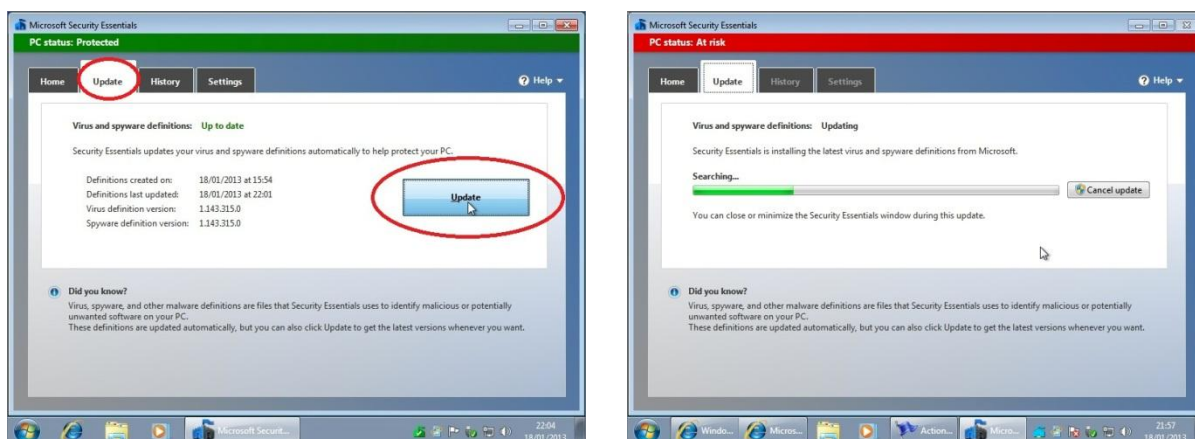 Microsoft Security Essentials
PC status: Protected
Home Update History Settings Help
Virus and spyware definitions: Up to date
Security Essentials updates your virus and spyware definitions automatically to help protect your PC.
Definitions created on: 18/01/2013 at 15:54
Definitions last updated: 18/01/2013 at 22:01
Virus definition version: 1.143.315.0
Spyware definition version: 1.143.315.0
Update
Did you know?
Virus, spyware, and other malware definitions are files that Security Essentials uses to identify malicious or potentially
unwanted software on your PC.
These definitions are updated automatically, but you can also click Update to get the latest versions whenever you want.
Microsoft Securit...
22:04
18/01/2013
Microsoft Security Essentials
PC status: At risk
Home Update History Settings Help
Virus and spyware definitions: Updating
Security Essentials is installing the latest virus and spyware definitions from Microsoft.
Searching...
Cancel update
You can close or minimize the Security Essentials window during this update.
Did you know?
Virus, spyware, and other malware definitions are files that Security Essentials uses to identify malicious or potentially
unwanted software on your PC.
These definitions are updated automatically, but you can also click Update to get the latest versions whenever you want.
Windo... Micros... Action... Micro...
21:57
18/01/2013